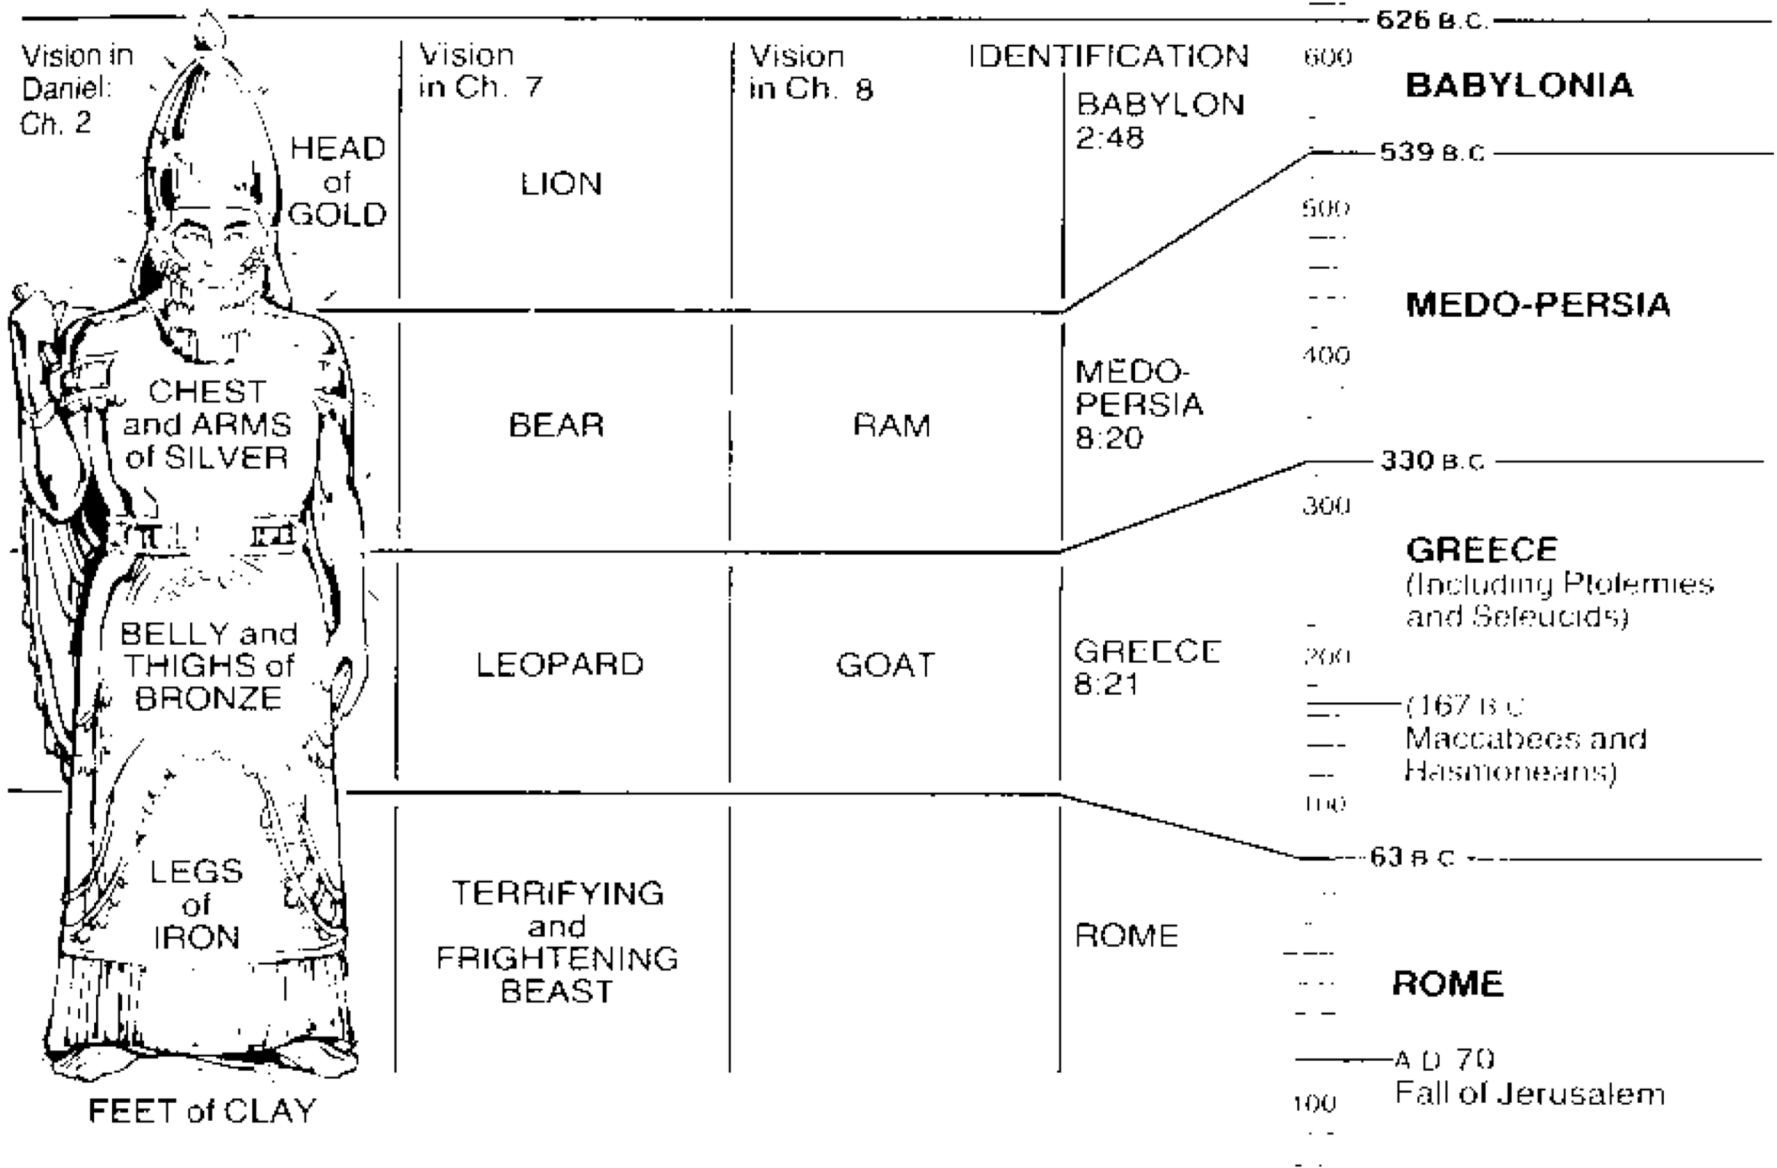 Vision in
Daniel:
Ch. 2
HEAD
of
GOLD
CHEST
and ARMS
of SILVER
BELLY and
THIGHS of
BRONZE
LEGS
of
IRON
FEET of CLAY
Vision
in Ch. 7
LION
BEAR
LEOPARD
TERRIFYING
and
FRIGHTENING
BEAST
Vision
in Ch. 8
RAM
GOAT
IDENTIFICATION
BABYLON
2:48
MEDO-
PERSIA
8:20
GREECE
8:21
ROME
626 B.C.
600
BABYLONIA
539 B.C
500
MEDO-PERSIA
400
330 B.C
300
GREECE
(Including Ptolemies
and Seleucids)
200
(167 B C
Maccabees and
Hasmoneans)
100
63 B C
ROME
A D 70
Fall of Jerusalem
100